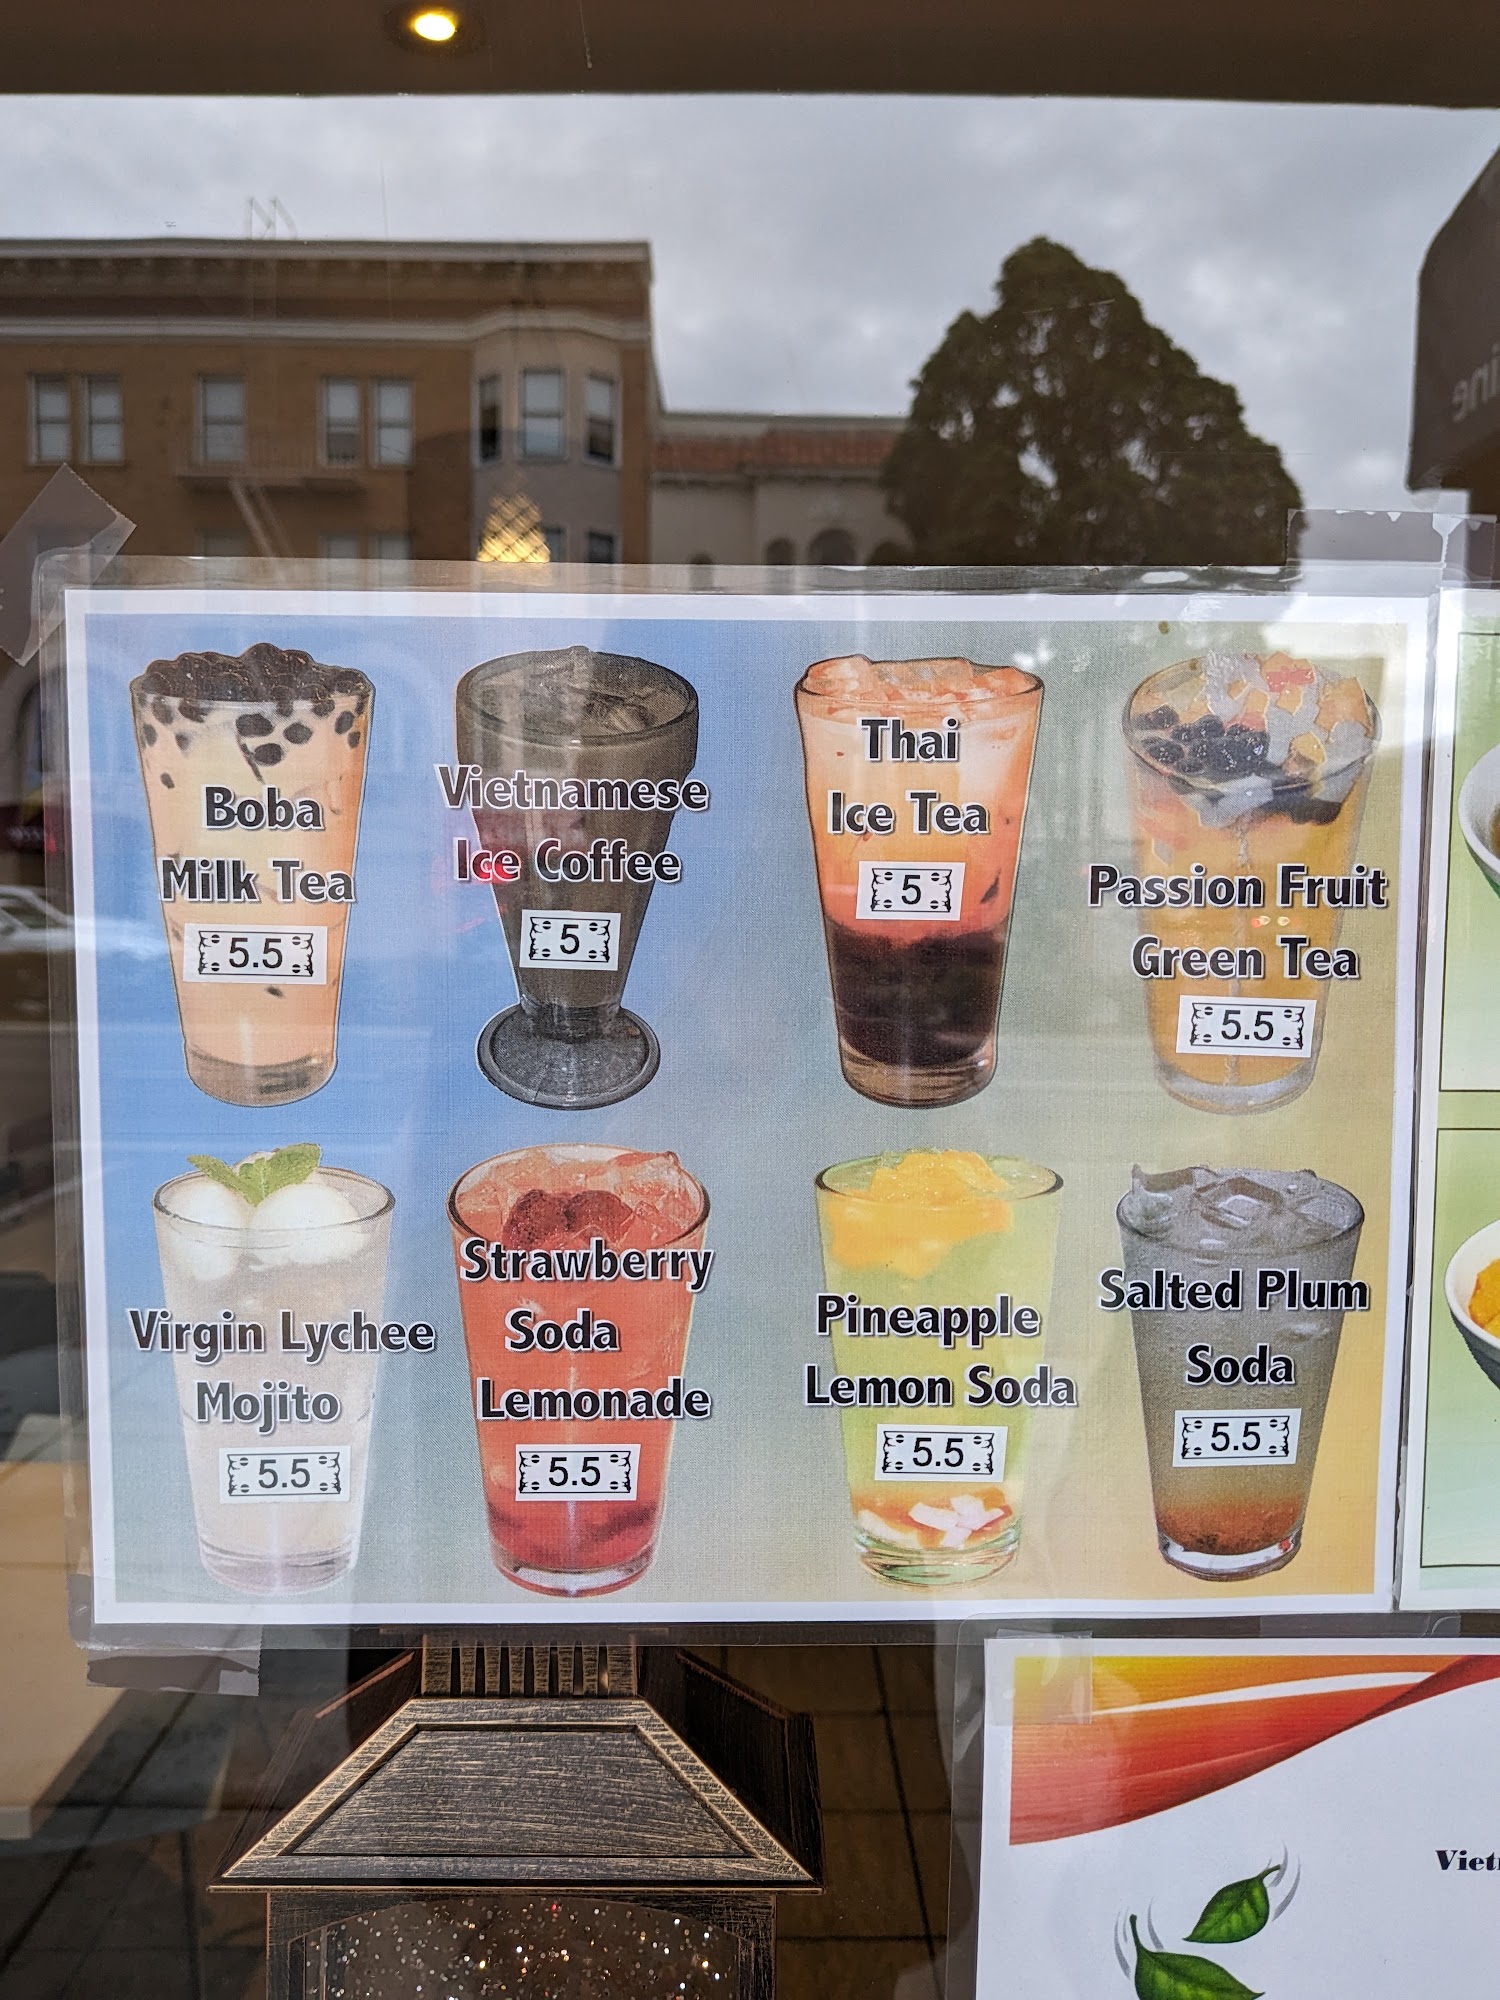 Boba
Milk Tea
5.5
Vietnamese
Ice Coffee
5
Thai
Ice Tea
5
Passion Fruit
Green Tea
5.5
Virgin Lychee
Mojito
5.5
Strawberry
Soda
Lemonade
5.5
Pineapple
Lemon Soda
5.5
Salted Plum
Soda
5.5